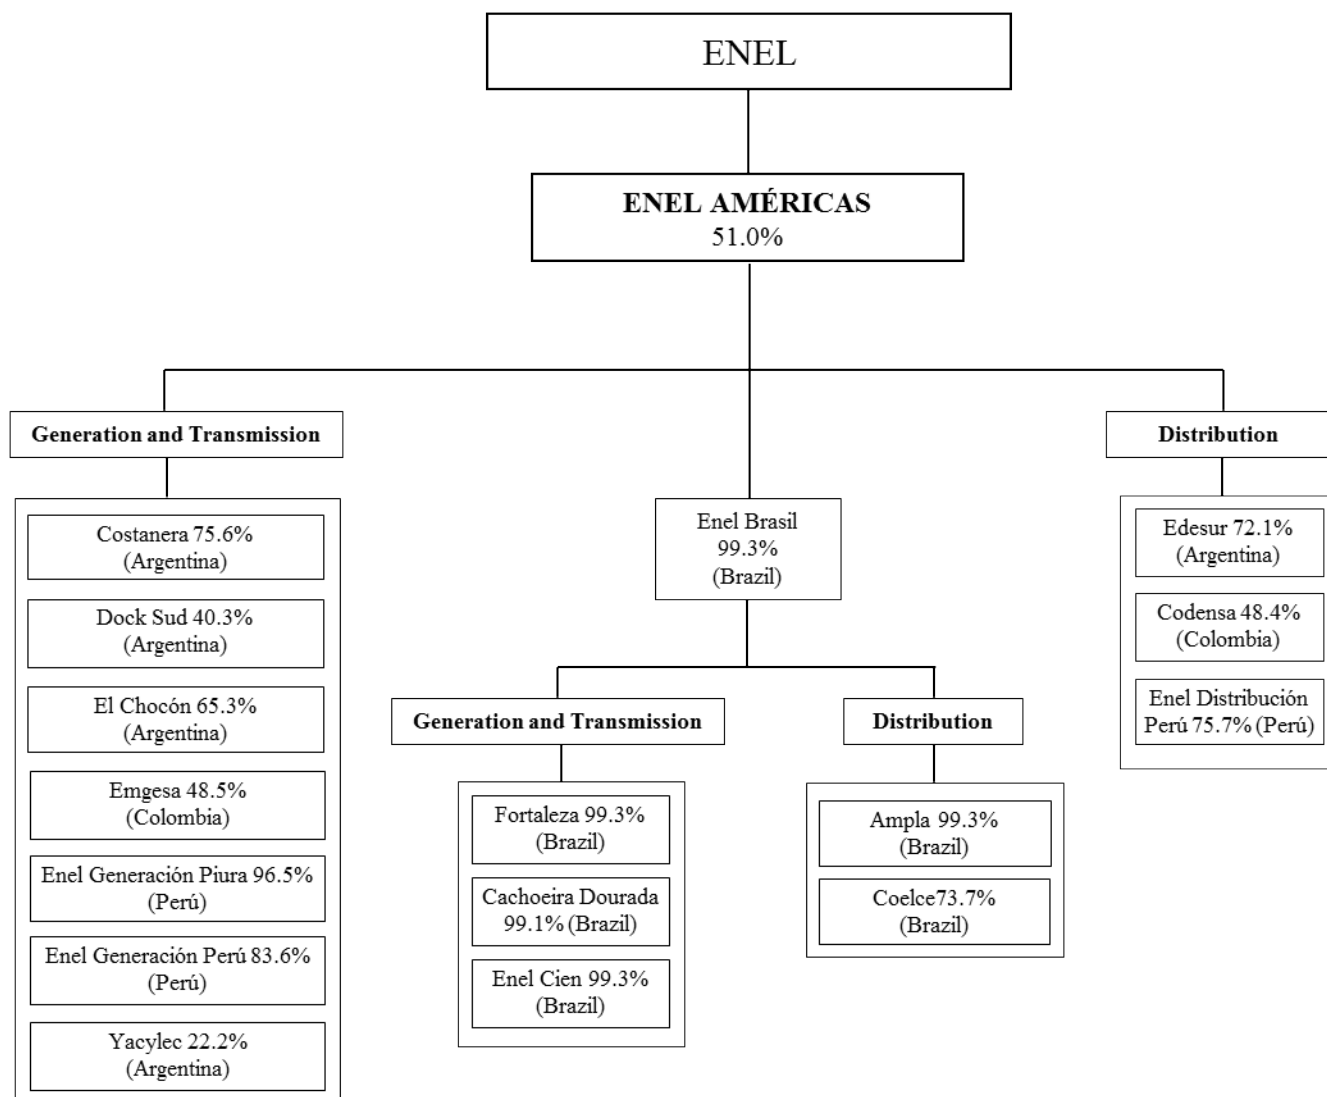 ENEL
ENEL AMÉRICAS
51.0%
Generation and Transmission
Costanera 75.6%
(Argentina)
Dock Sud 40.3%
(Argentina)
El Chocón 65.3%
(Argentina)
Emgesa 48.5%
(Colombia)
Enel Generación Piura 96.5%
(Perú)
Enel Generación Perú 83.6%
(Perú)
Yacylec 22.2%
(Argentina)
Enel Brasil
99.3%
(Brazil)
Generation and Transmission
Fortaleza 99.3%
(Brazil)
Cachoeira Dourada
99.1% (Brazil)
Enel Cien 99.3%
(Brazil)
Distribution
Ampla 99.3%
(Brazil)
Coelce73.7%
(Brazil)
Distribution
Edesur 72.1%
(Argentina)
Codensa 48.4%
(Colombia)
Enel Distribución
Perú 75.7% (Perú)